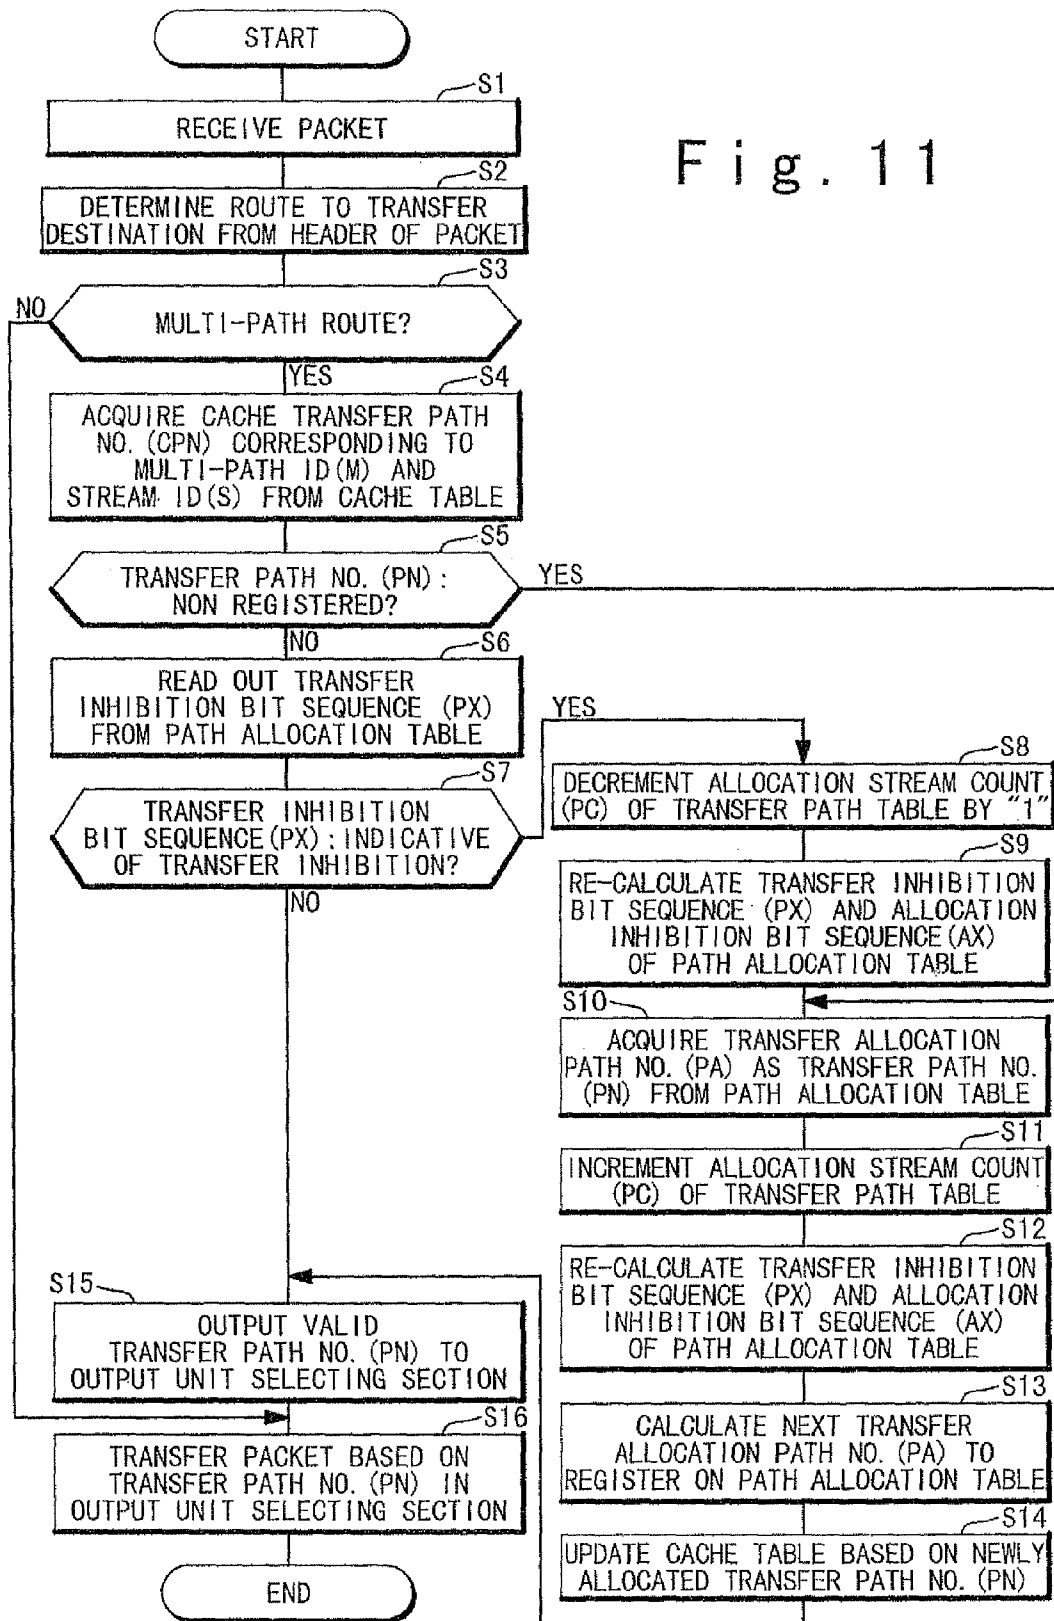 START
Fig. 11
S1
RECEIVE PACKET
S2
DETERMINE ROUTE TO TRANSFER
DESTINATION FROM HEADER OF PACKET
S3
NO
MULTI-PATH ROUTE?
YES
S4
ACQUIRE CACHE TRANSFER PATH
NO. (CPN) CORRESPONDING TO
MULTI-PATH ID(M) AND
STREAM ID(S) FROM CACHE TABLE
S5
TRANSFER PATH NO. (PN):
NON REGISTERED?
YES
NO
S6
READ OUT TRANSFER
INHIBITION BIT SEQUENCE (PX)
FROM PATH ALLOCATION TABLE
S7
TRANSFER INHIBITION
BIT SEQUENCE(PX):INDICATIVE
OF TRANSFER INHIBITION?
YES
NO
S8
DECREMENT ALLOCATION STREAM COUNT
(PC) OF TRANSFER PATH TABLE BY "1"
S9
RE-CALCULATE TRANSFER INHIBITION
BIT SEQUENCE (PX) AND ALLOCATION
INHIBITION BIT SEQUENCE(AX)
OF PATH ALLOCATION TABLE
S10
ACQUIRE TRANSFER ALLOCATION
PATH NO. (PA) AS TRANSFER PATH NO.
(PN) FROM PATH ALLOCATION TABLE
S11
INCREMENT ALLOCATION STREAM COUNT
(PC) OF TRANSFER PATH TABLE
S12
RE-CALCULATE TRANSFER INHIBITION
BIT SEQUENCE (PX) AND ALLOCATION
INHIBITION BIT SEQUENCE (AX)
OF PATH ALLOCATION TABLE
S13
CALCULATE NEXT TRANSFER
ALLOCATION PATH NO. (PA) TO
REGISTER ON PATH ALLOCATION TABLE
S14
UPDATE CACHE TABLE BASED ON NEWLY
ALLOCATED TRANSFER PATH NO. (PN)
S15
OUTPUT VALID
TRANSFER PATH NO. (PN) TO
OUTPUT UNIT SELECTING SECTION
S16
TRANSFER PACKET BASED ON
TRANSFER PATH NO. (PN) IN
OUTPUT UNIT SELECTING SECTION
END